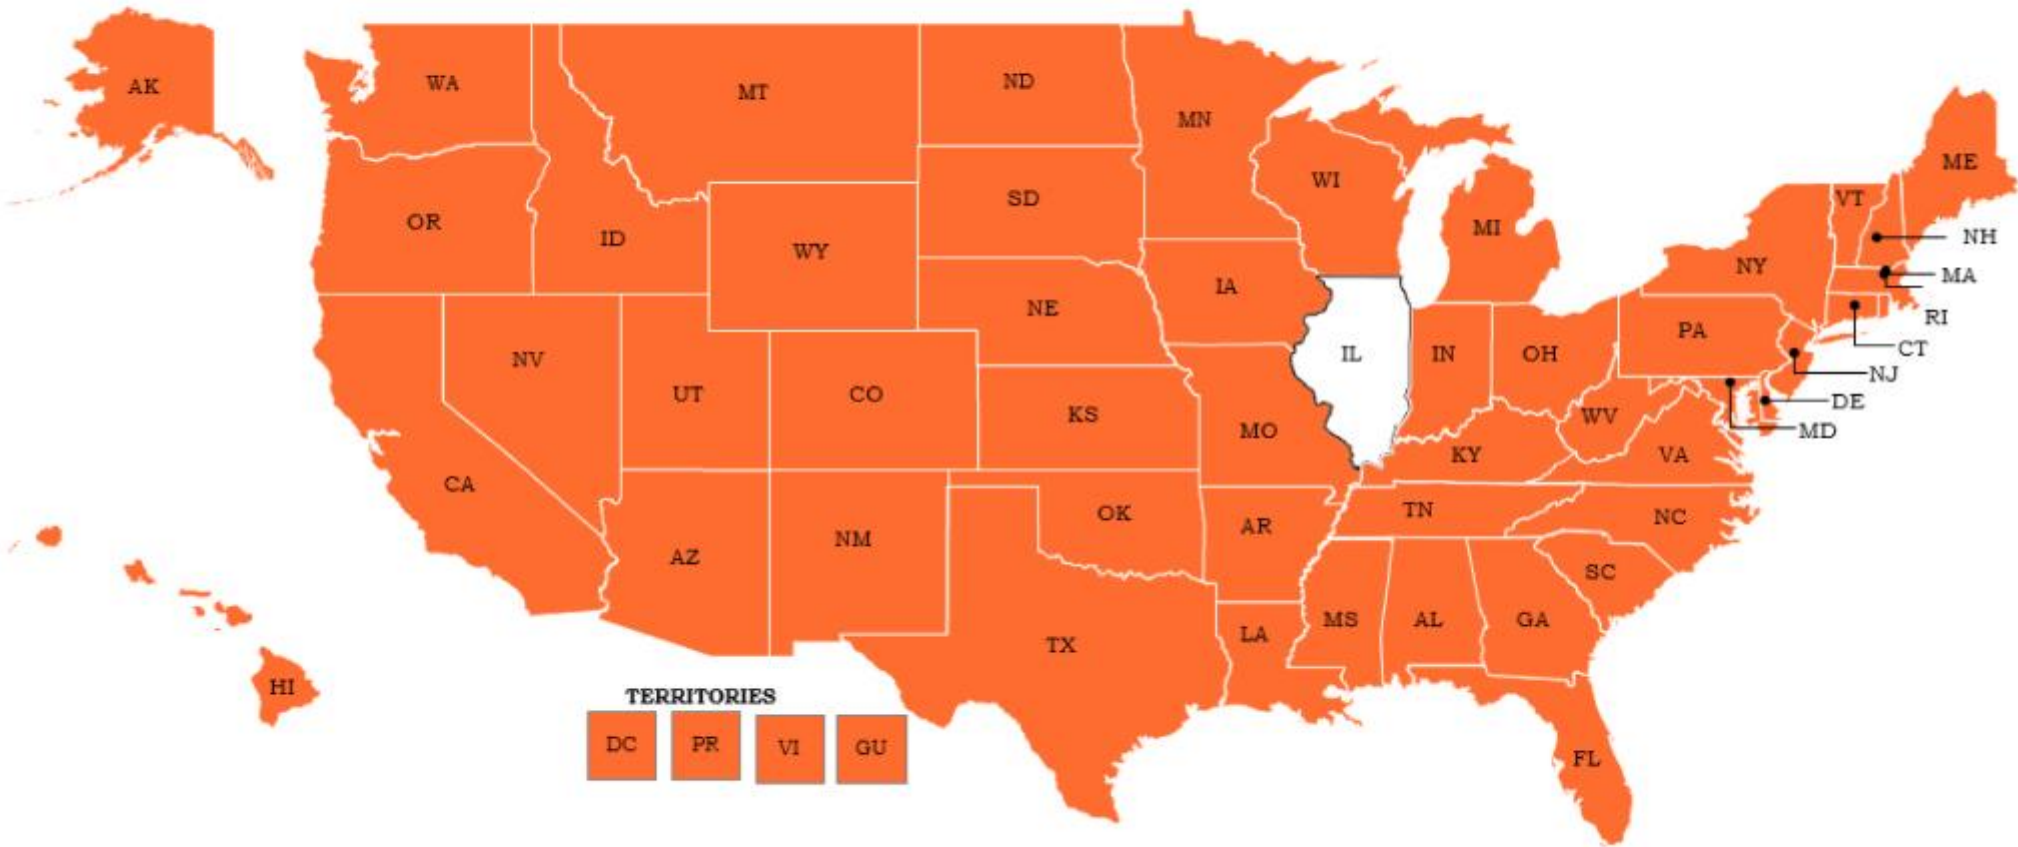 AK
WA
MT
ND
MN
ME
WI
VT
OR
ID
SD
MI
NH
WY
NY
MA
IA
NE
RI
PA
NV
IL
IN
OH
CT
UT
CO
NJ
KS
WV
DE
MO
MD
KY
VA
CA
OK
TN
NC
AR
NM
AZ
SC
MS
AL
GA
LA
TX
HI
TERRITORIES
DC PR VI GU
FL